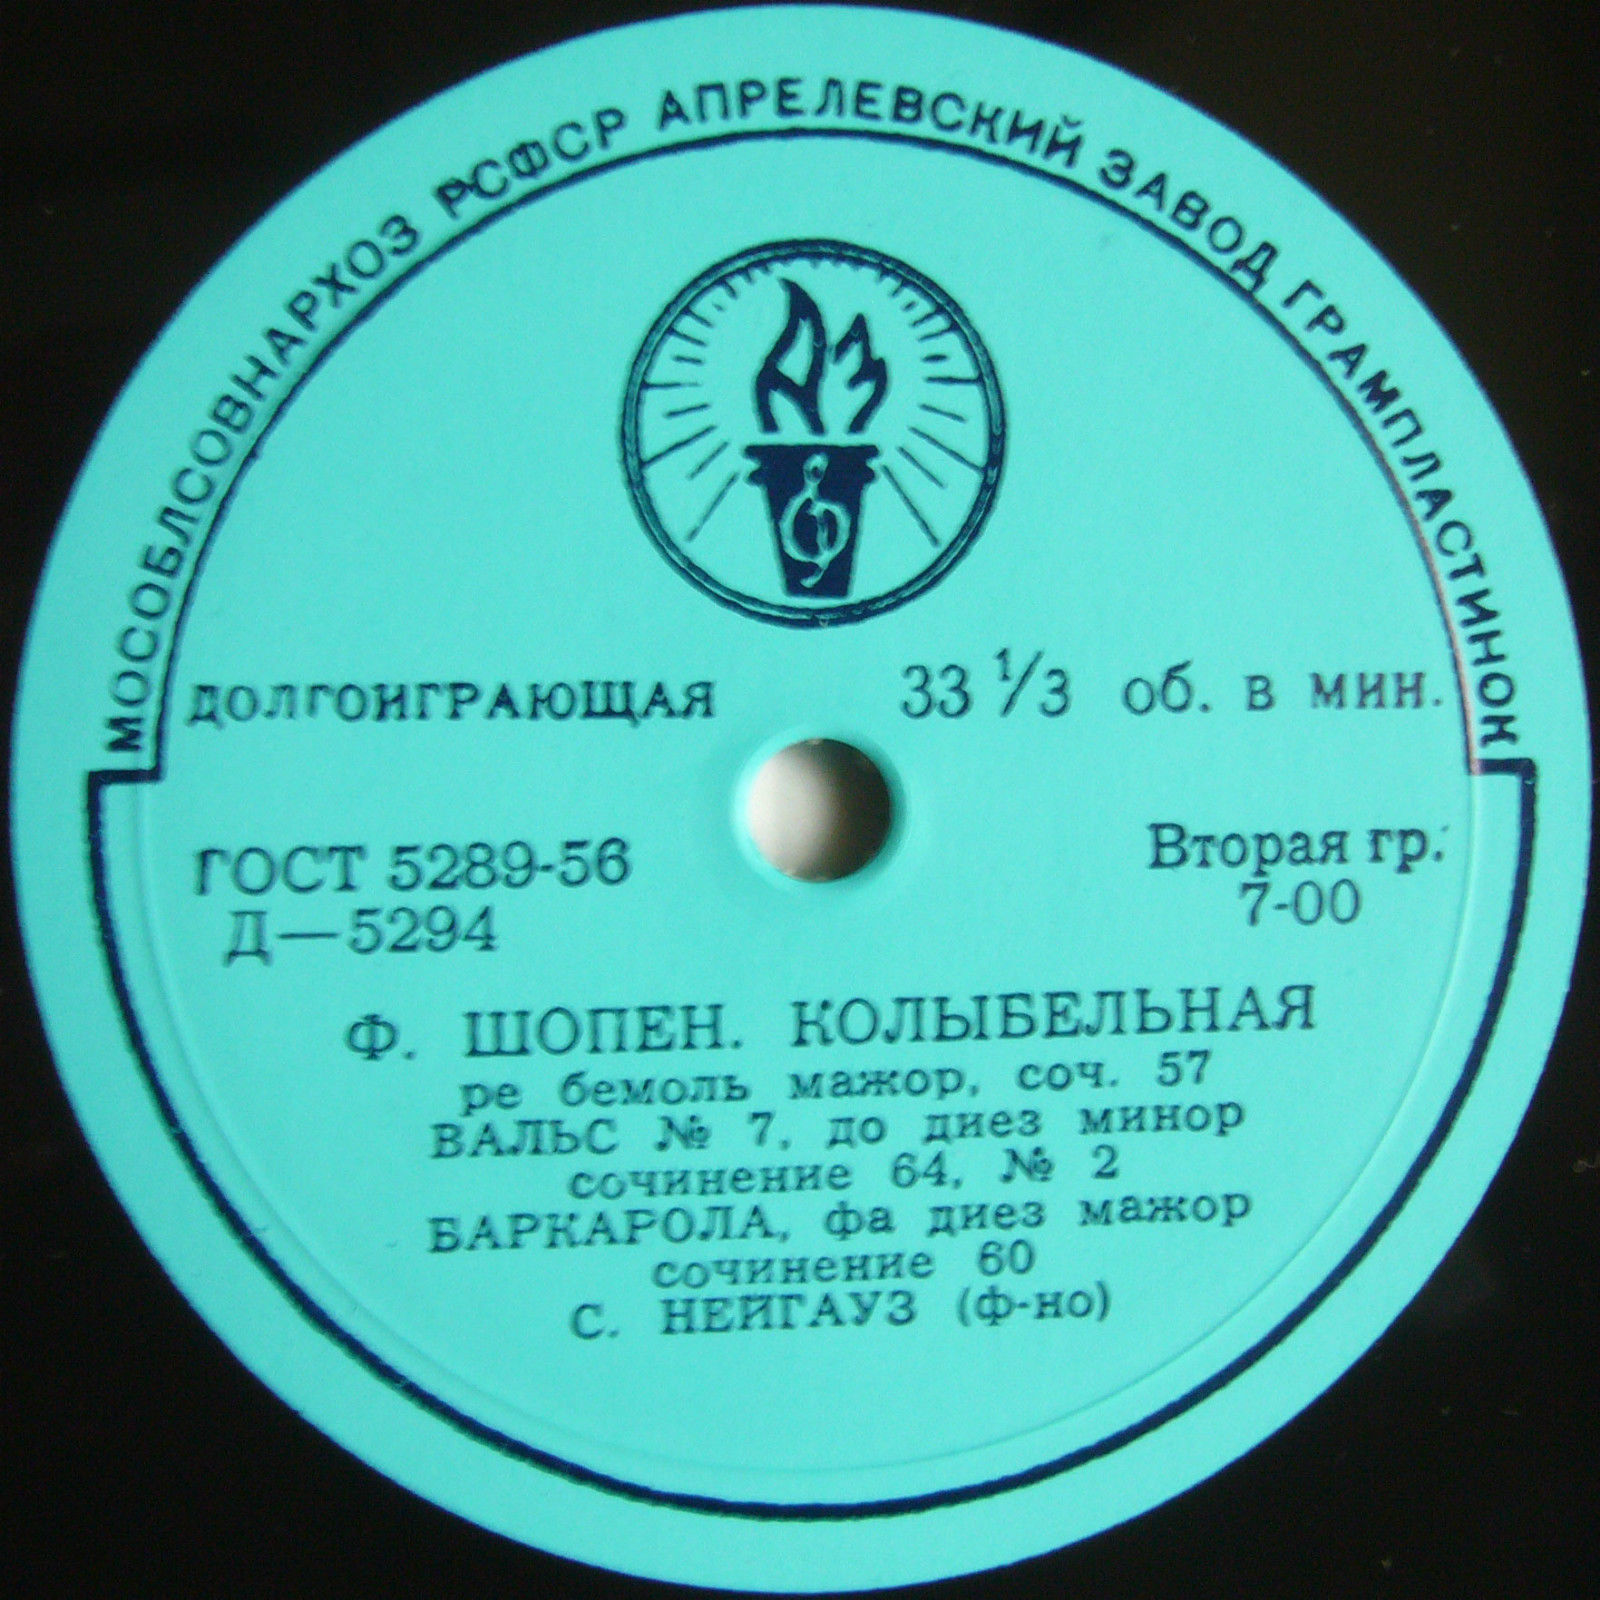 МОСОБЛСОВНАРХОЗ РСФСР АПРЕЛЕВСКИЙ ЗАВОД ГРАМПЛАСТИНОК
АЗ
ДОЛГОИГРАЮЩАЯ 33 1/3 об. в мин.
ГОСТ 5289-56 Вторая гр.
Д—5294 7-00
Ф. ШОПЕН. КОЛЫБЕЛЬНАЯ
ре бемоль мажор, соч. 57
ВАЛЬС № 7, до диез минор
сочинение 64, № 2
БАРКАРОЛА, фа диез мажор
сочинение 60
С. НЕЙГАУЗ (ф-но)